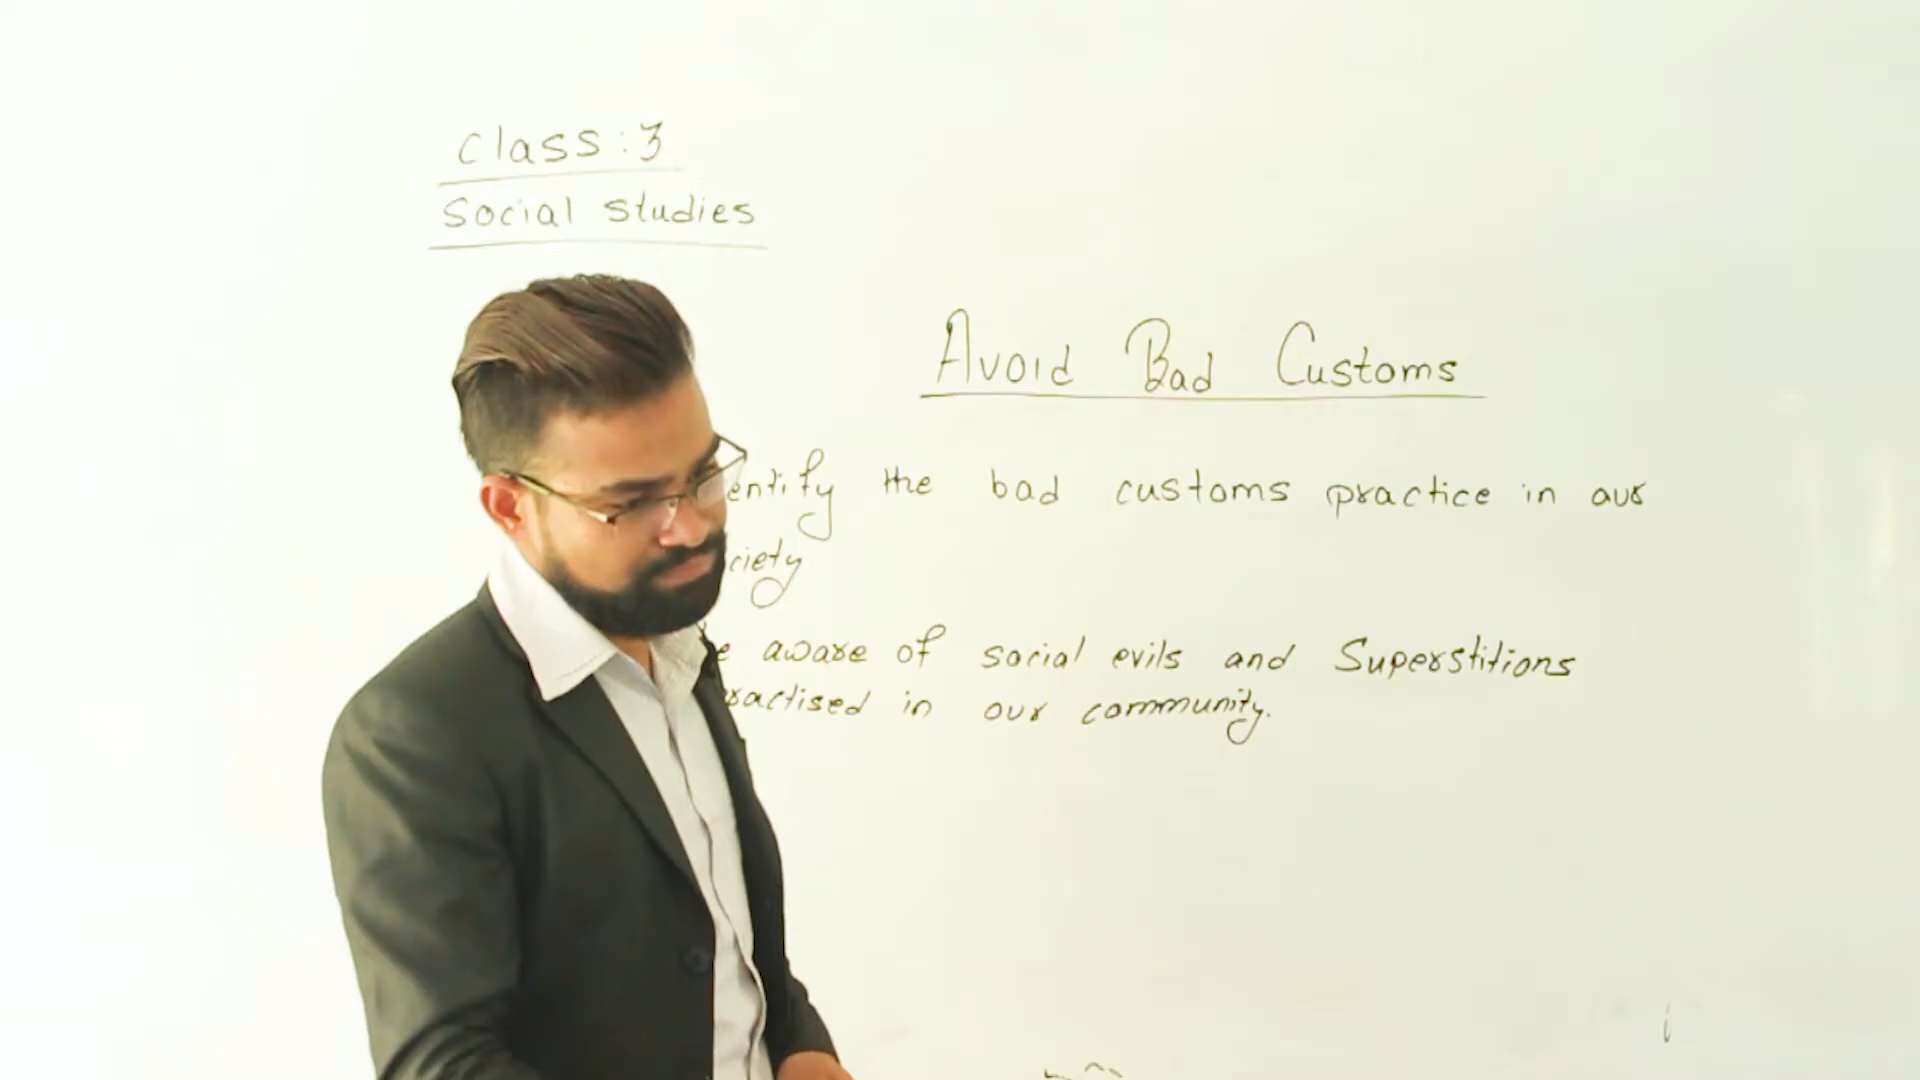 Class: 3
Social studies
Avoid Bad Customs
entify the bad customs practice in our
ciety
e aware of social evils and Superstitions
ractised in our community.